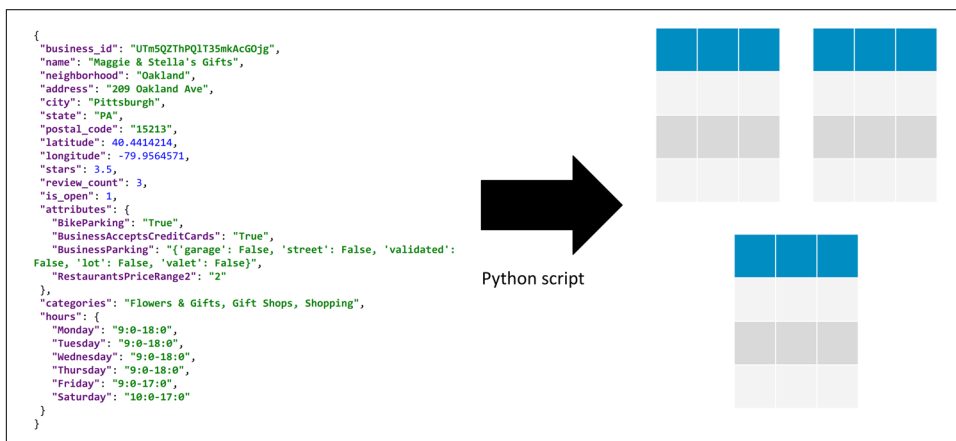 {
"business_id": "UTm5QZThPQlT35mkAcGOjg",
"name": "Maggie & Stella's Gifts",
"neighborhood": "Oakland",
"address": "209 Oakland Ave",
"city": "Pittsburgh",
"state": "PA",
"postal_code": "15213",
"latitude": 40.4414214,
"longitude": -79.9564571,
"stars": 3.5,
"review_count": 3,
"is_open": 1,
"attributes": {
"BikeParking": "True",
"BusinessAcceptsCreditCards": "True",
"BusinessParking": "{'garage': False, 'street': False, 'validated':
False, 'lot': False, 'valet': False}",
"RestaurantsPriceRange2": "2"
},
"categories": "Flowers & Gifts, Gift Shops, Shopping",
"hours": {
"Monday": "9:0-18:0",
"Tuesday": "9:0-18:0",
"Wednesday": "9:0-18:0",
"Thursday": "9:0-18:0",
"Friday": "9:0-17:0",
"Saturday": "10:0-17:0"
}
}
Python script